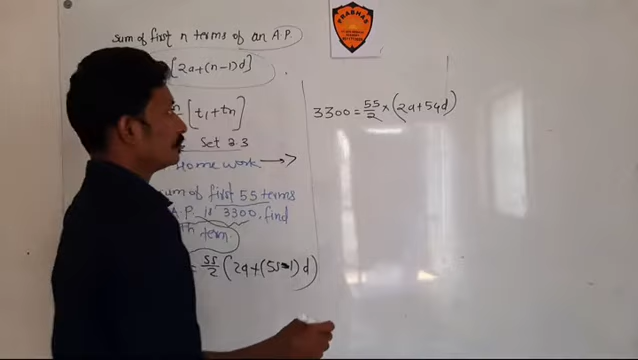 sum of first n terms of an A.P.
[2a+(n-1)d]
[t₁+tn]
Set 3.3
Home work →
sum of first 55 terms
A.P. is 3300. find
th term.
= 55/2 (2a+(55-1)d)
PRABHAS
3300 = 55/2 × (2a+54d)